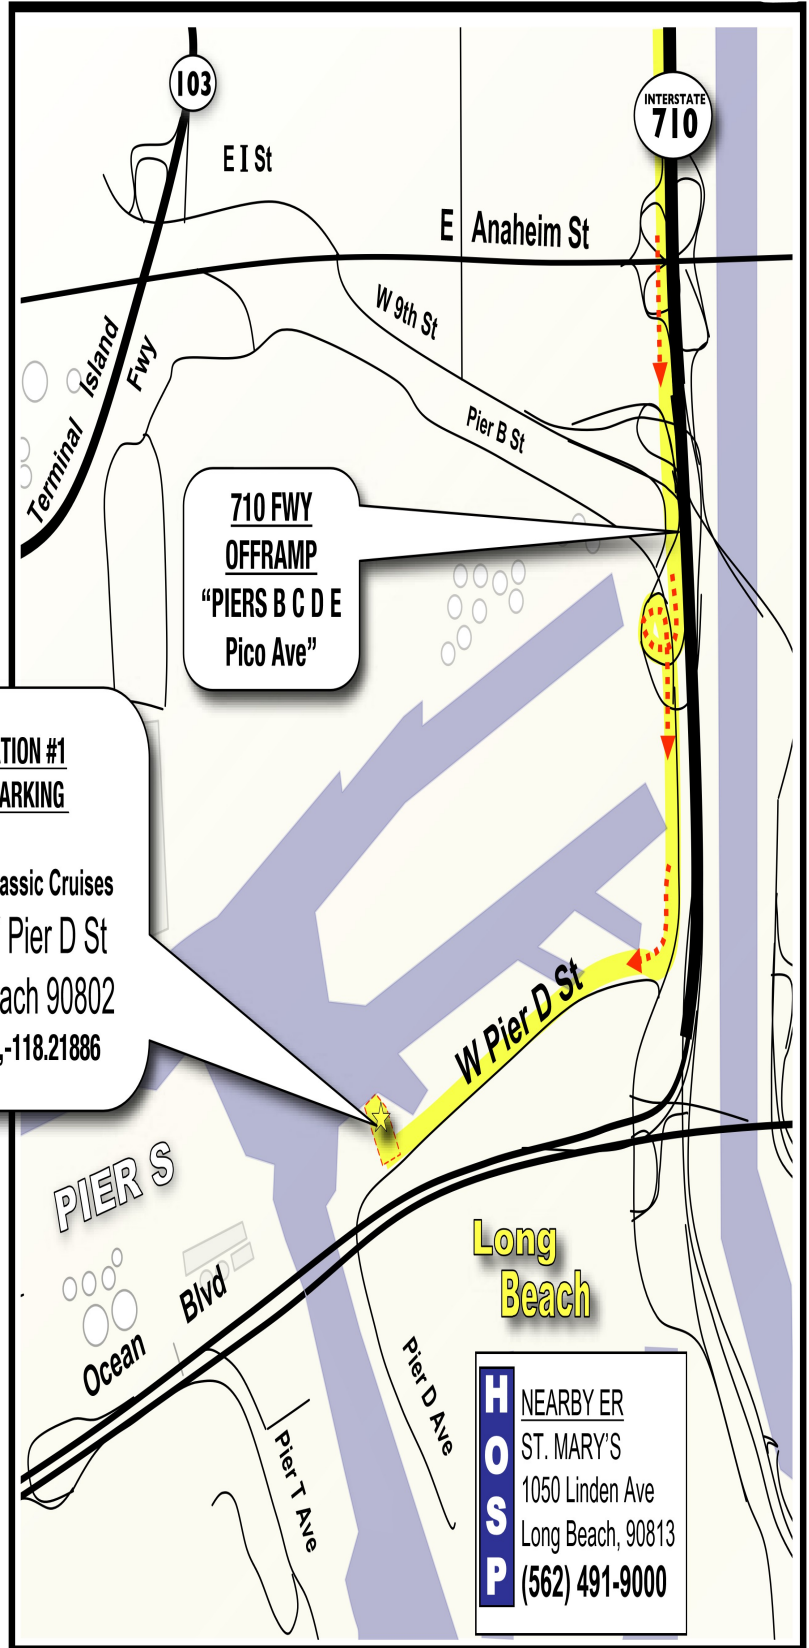 103
INTERSTATE
710
E I St
E Anaheim St
W 9th St
Terminal Island
Fwy
Pier B St
710 FWY
OFFRAMP
“PIERS B C D E
Pico Ave”
TION #1
ARKING
assic Cruises
Pier D St
ach 90802
,-118.21886
W Pier D St
PIER S
Long
Beach
Ocean Blvd
Pier D Ave
Pier T Ave
HOSP
NEARBY ER
ST. MARY’S
1050 Linden Ave
Long Beach, 90813
(562) 491-9000